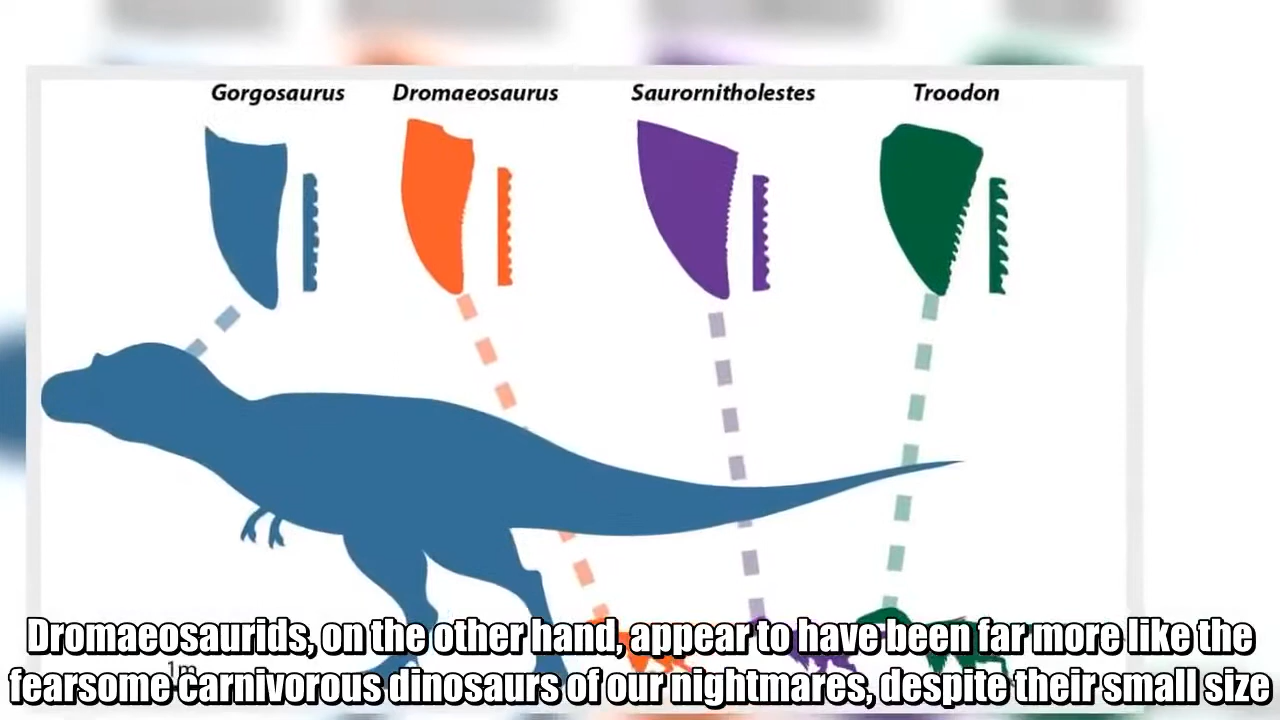 Gorgosaurus Dromaeosaurus Saurornitholestes Troodon
1m
Dromaeosaurids, on the other hand, appear to have been far more like the
fearsome carnivorous dinosaurs of our nightmares, despite their small size